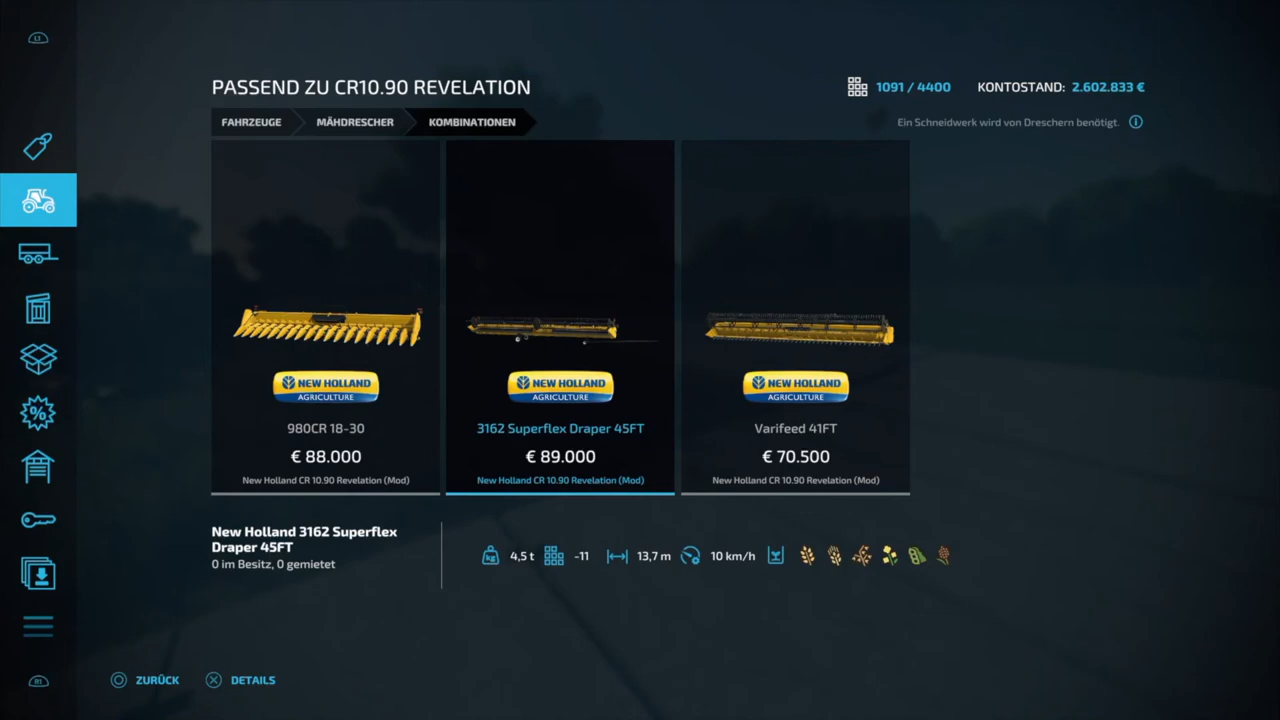 L1
PASSEND ZU CR10.90 REVELATION
1091 / 4400
KONTOSTAND: 2.602.833 €
FAHRZEUGE
MÄHDRESCHER
KOMBINATIONEN
Ein Schneidwerk wird von Dreschern benötigt.
NEW HOLLAND
AGRICULTURE
980CR 18-30
€ 88.000
New Holland CR 10.90 Revelation (Mod)
NEW HOLLAND
AGRICULTURE
3162 Superflex Draper 45FT
€ 89.000
New Holland CR 10.90 Revelation (Mod)
NEW HOLLAND
AGRICULTURE
Varifeed 41FT
€ 70.500
New Holland CR 10.90 Revelation (Mod)
New Holland 3162 Superflex
Draper 45FT
0 im Besitz, 0 gemietet
kg 4,5 t
-11
13,7 m
10 km/h
R1
ZURÜCK
DETAILS